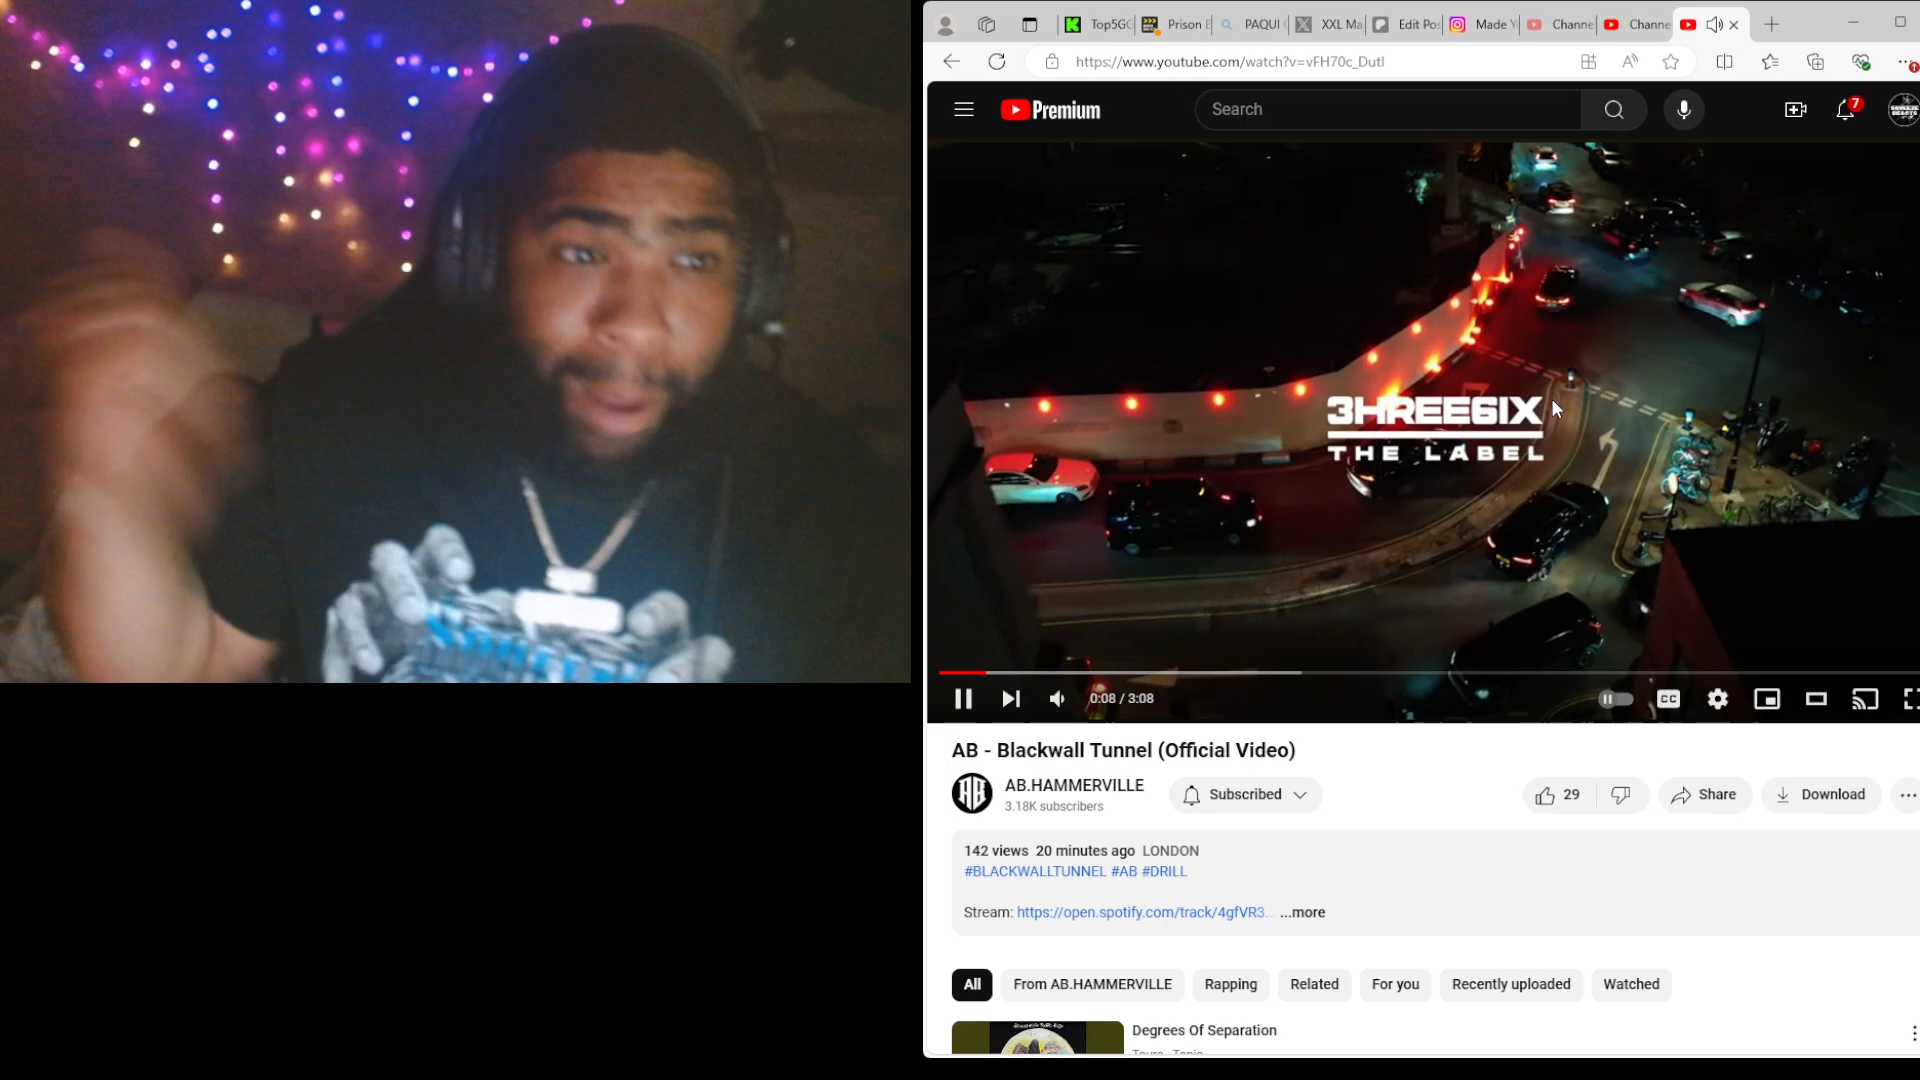 Top5GG
Prison E
PAQUI
XXL Ma
Edit Pos
Made Y
Channe
Channe
https://www.youtube.com/watch?v=vFH70c_DutI
Premium
Search
7
3HREE6IX
THE LABEL
0:08 / 3:08
CC
AB - Blackwall Tunnel (Official Video)
AB.HAMMERVILLE
3.18K subscribers
Subscribed
29
Share
Download
142 views 20 minutes ago LONDON
#BLACKWALLTUNNEL #AB #DRILL
Stream: https://open.spotify.com/track/4gfVR3... ...more
All
From AB.HAMMERVILLE
Rapping
Related
For you
Recently uploaded
Watched
Degrees Of Separation